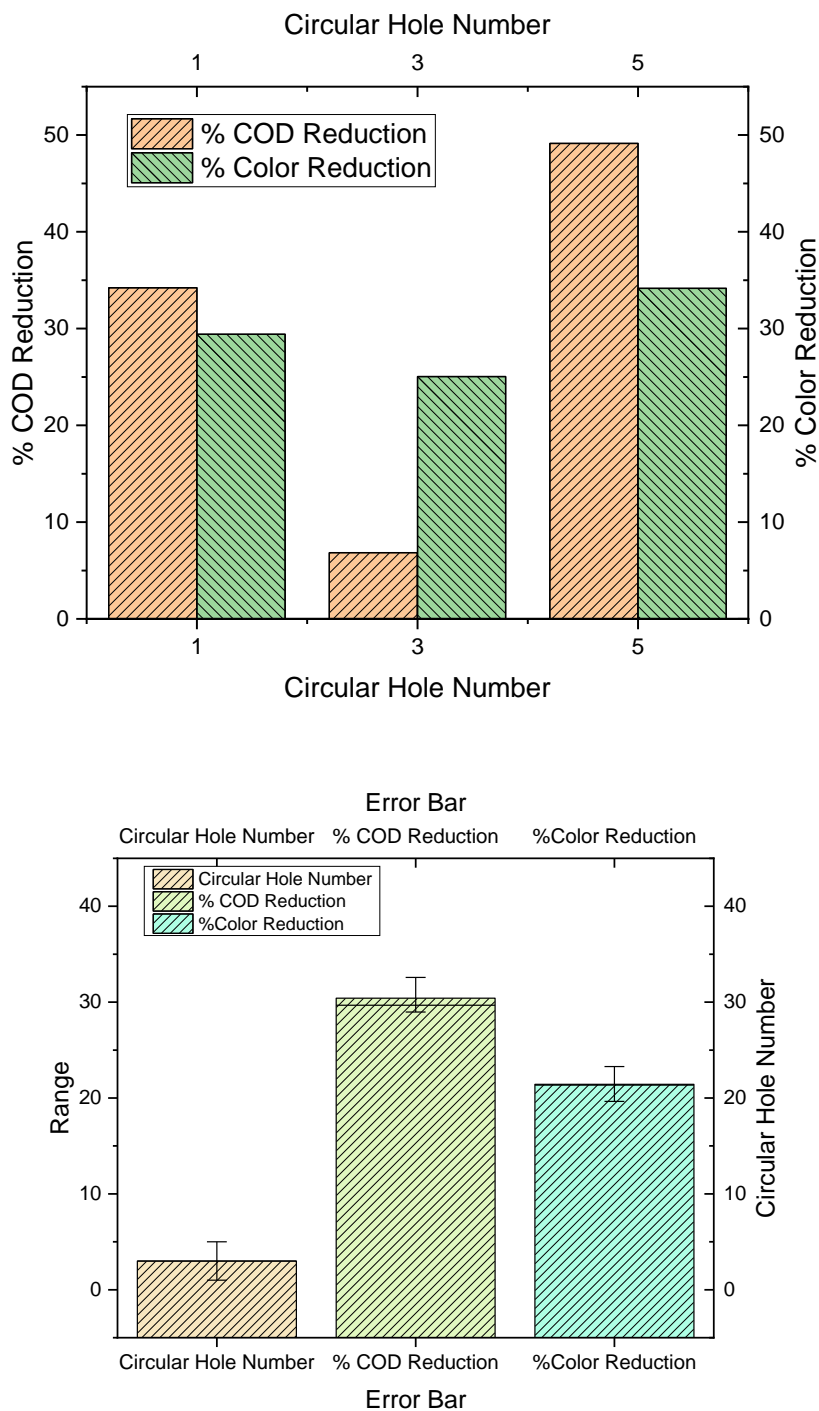 Circular Hole Number
1 3 5
50 50
% COD Reduction
% Color Reduction
40 40
30 30
20 20
10 10
0 0
% COD Reduction
% Color Reduction
1 3 5
Circular Hole Number
Error Bar
Circular Hole Number % COD Reduction %Color Reduction
Circular Hole Number
% COD Reduction
%Color Reduction
40 40
30 30
20 20
10 10
0 0
Range
Circular Hole Number
Circular Hole Number % COD Reduction %Color Reduction
Error Bar